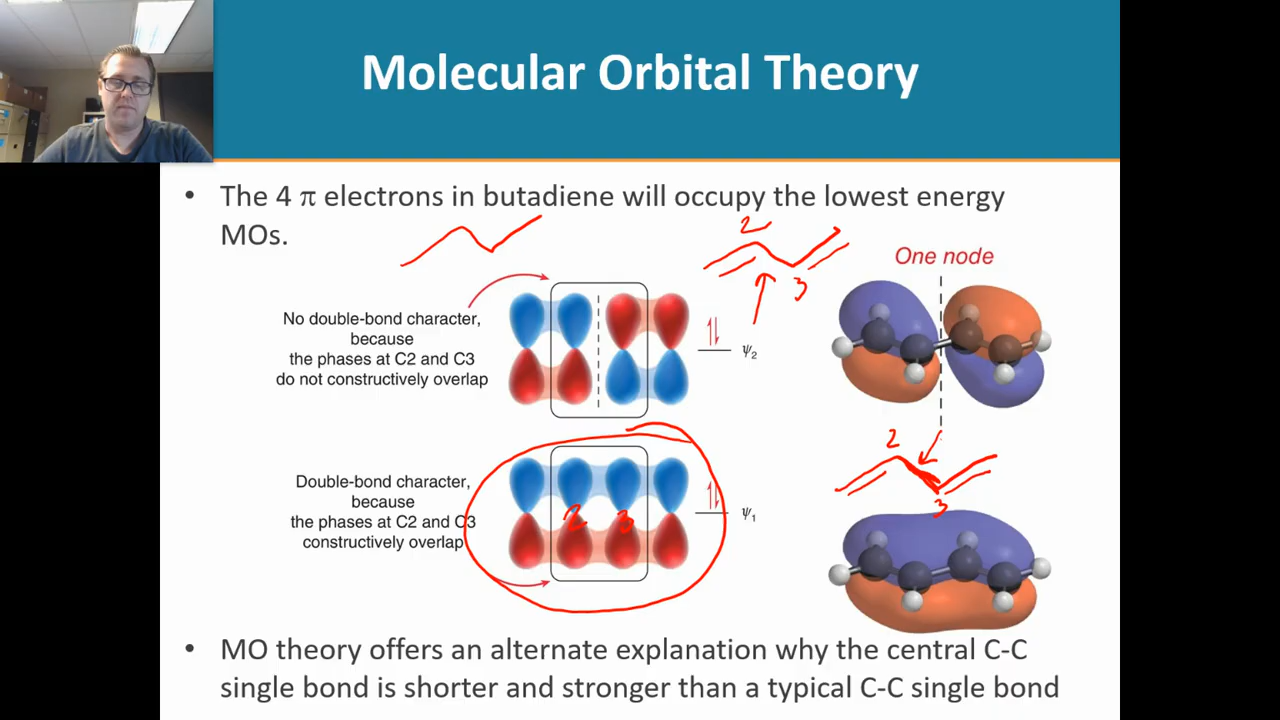 Molecular Orbital Theory
• The 4 π electrons in butadiene will occupy the lowest energy
MOs.
2
3
One node
No double-bond character,
because
the phases at C2 and C3
do not constructively overlap
ψ2
2
3
Double-bond character,
because
the phases at C2 and C3
constructively overlap
2 3
ψ1
• MO theory offers an alternate explanation why the central C-C
single bond is shorter and stronger than a typical C-C single bond